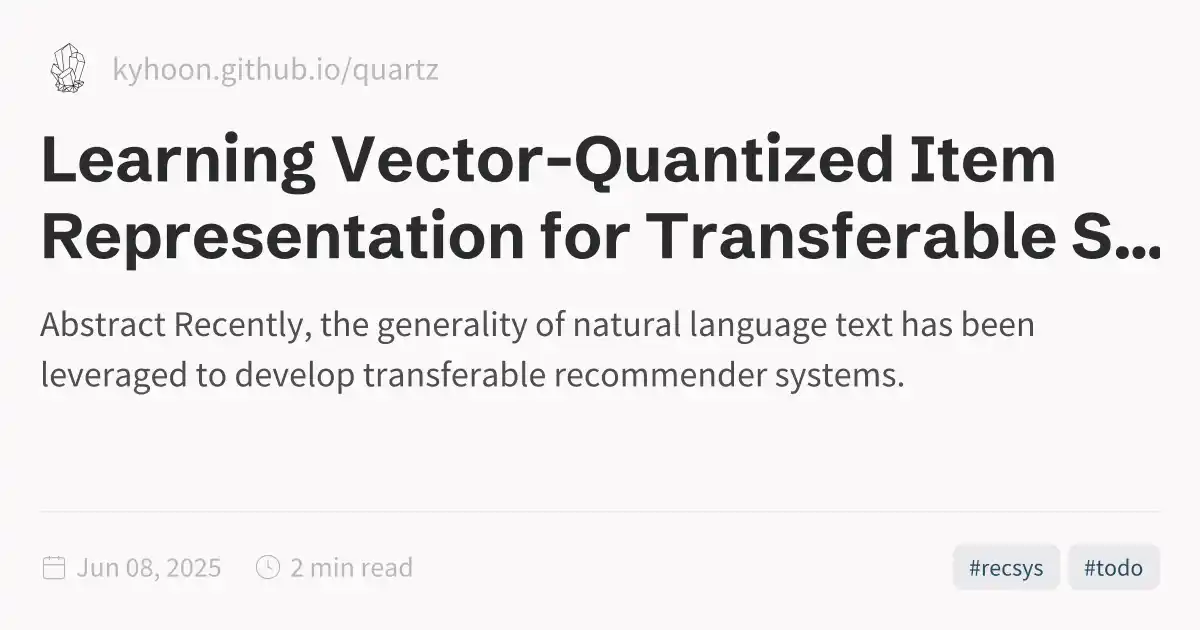 kyhoon.github.io/quartz
Learning Vector-Quantized Item
Representation for Transferable S...
Abstract Recently, the generality of natural language text has been
leveraged to develop transferable recommender systems.
Jun 08, 2025 2 min read #recsys #todo